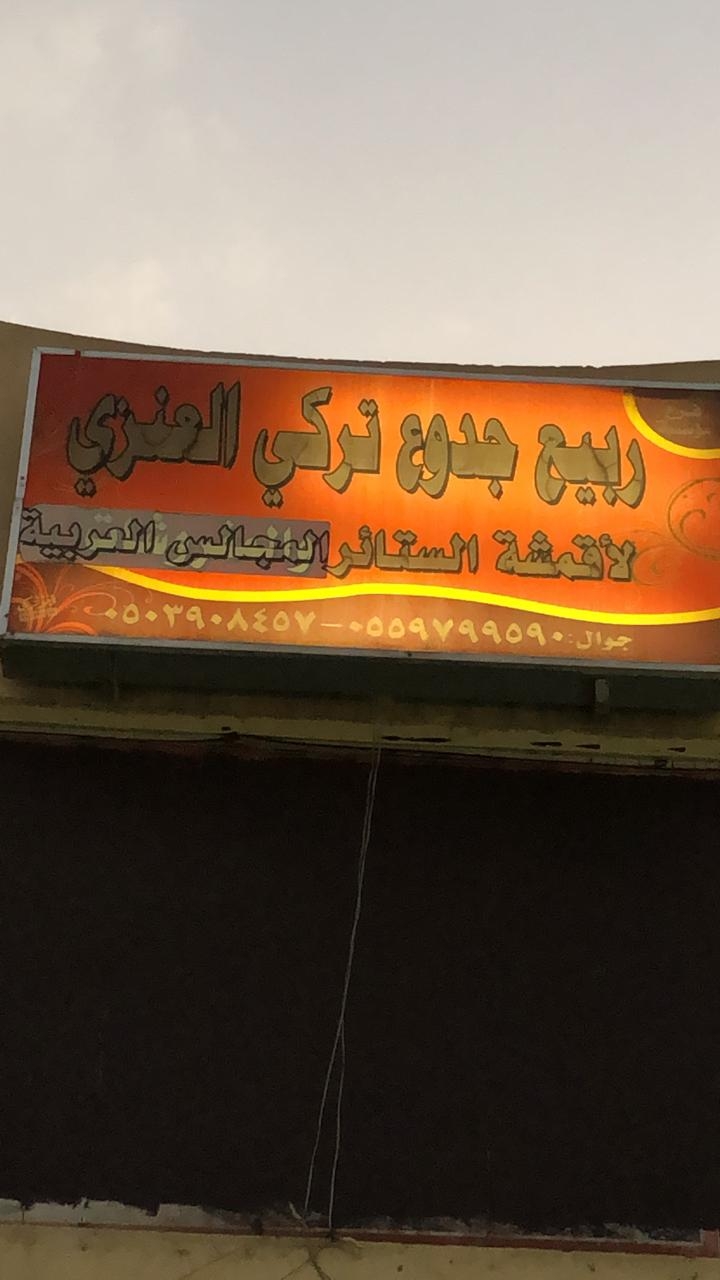 ربيع جدوع تركي العنزي
لأقمشة الستائر المجالس العربية
جوال: ٠٥٥٩٧٩٩٥٩٠ - ٠٥٠٣٩٠٨٤٥٧